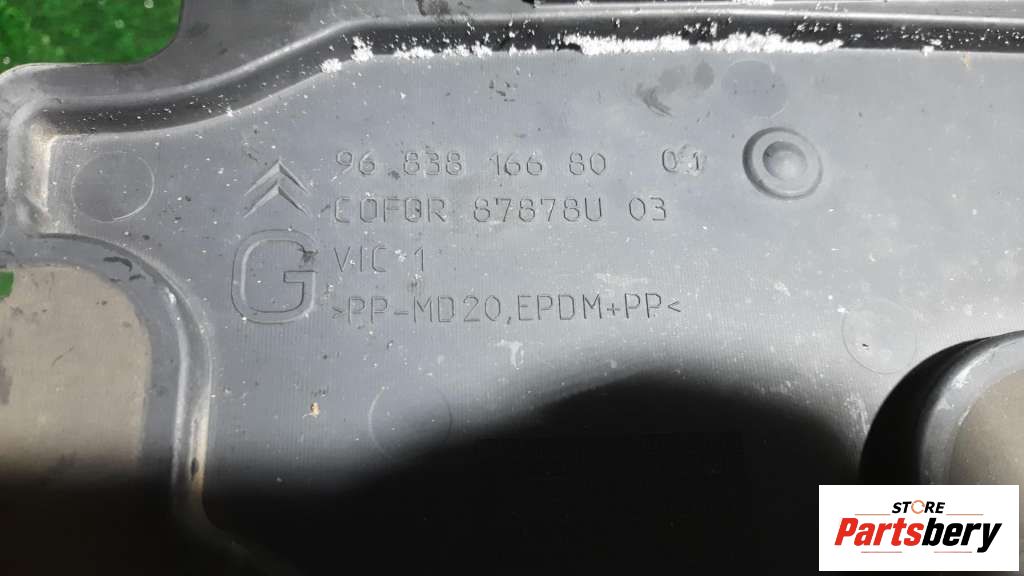 96 838 166 80 01
COFOR 87878U 03
G
VIC 1
>PP-MD20,EPDM+PP<
STORE
Partsbery